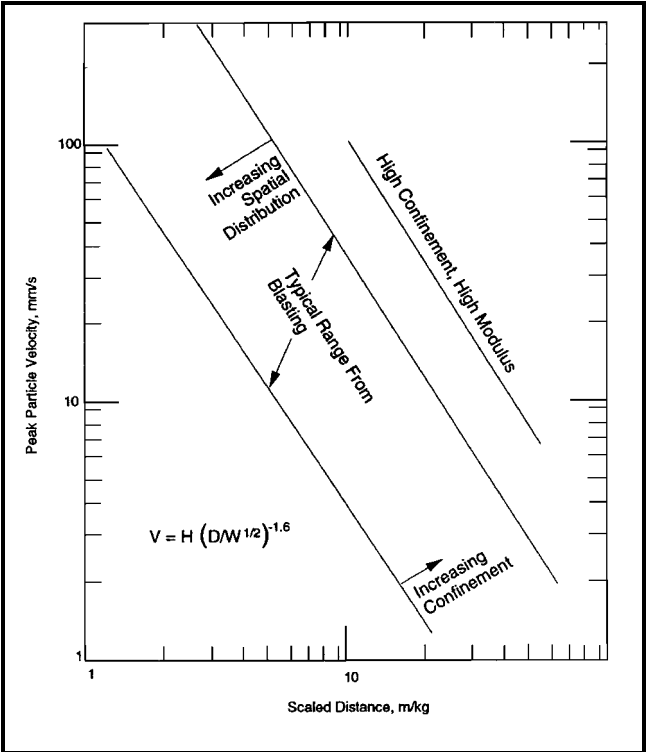 100
10
1
Peak Particle Velocity, mm/s
Increasing
Spatial
Distribution
Typical Range From
Blasting
High Confinement, High Modulus
V = H (D/W 1/2)-1.6
Increasing
Confinement
1
10
Scaled Distance, m/kg